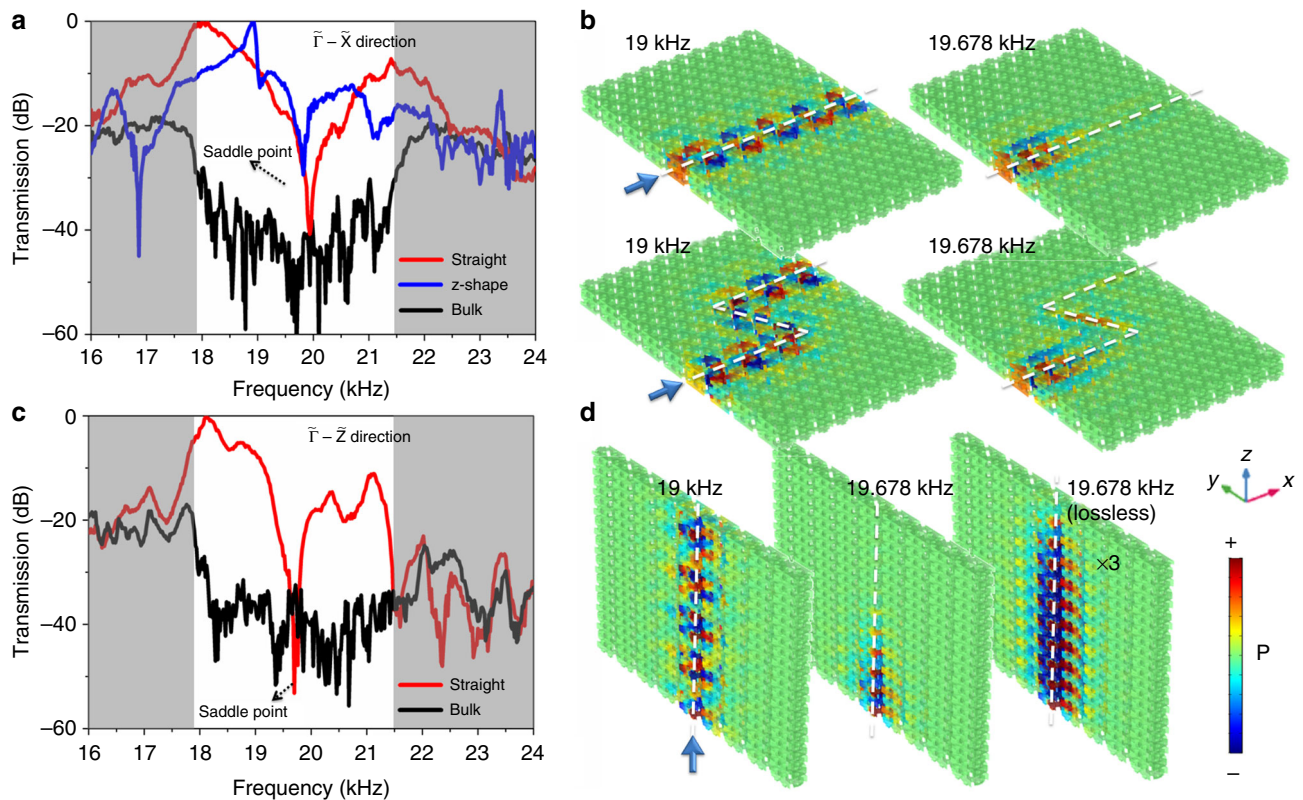 a
Transmission (dB)
0
−20
−40
−60
Γ̃ − X̃ direction
Saddle point
Straight
z-shape
Bulk
16 17 18 19 20 21 22 23 24
Frequency (kHz)
b
19 kHz
19.678 kHz
19 kHz
19.678 kHz
c
Transmission (dB)
0
−20
−40
−60
Γ̃ − Z̃ direction
Saddle point
Straight
Bulk
16 17 18 19 20 21 22 23 24
Frequency (kHz)
d
19 kHz
19.678 kHz
19.678 kHz
(lossless)
×3
z
y x
+
P
−